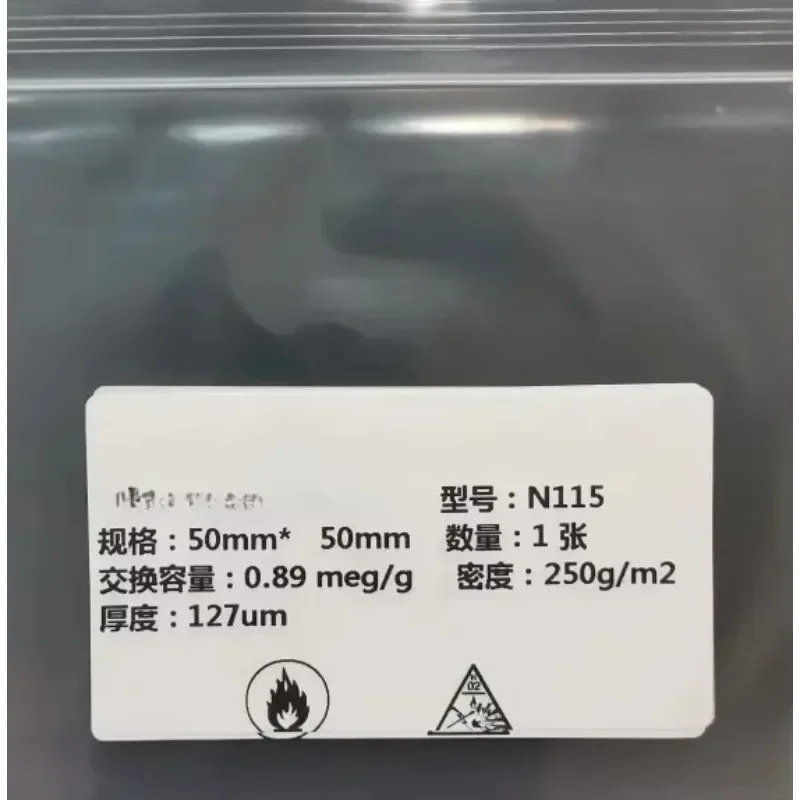 型号：N115
规格：50mm* 50mm 数量：1 张
交换容量：0.89 meg/g 密度：250g/m2
厚度：127um
02